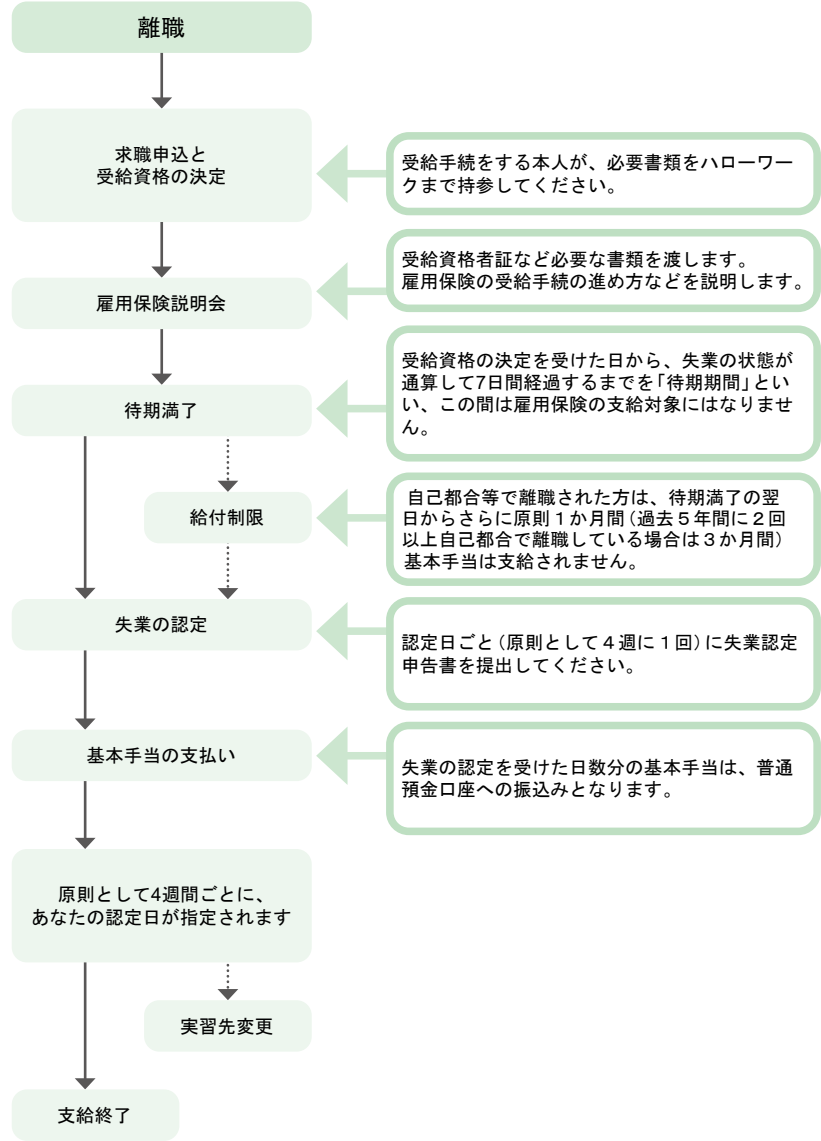 離職
求職申込と
受給資格の決定
受給手続をする本人が、必要書類をハローワー
クまで持参してください。
雇用保険説明会
受給資格者証など必要な書類を渡します。
雇用保険の受給手続の進め方などを説明します。
待期満了
受給資格の決定を受けた日から、失業の状態が
通算して7日間経過するまでを｢待期期間｣とい
い、この間は雇用保険の支給対象にはなりませ
ん。
給付制限
自己都合等で離職された方は、待期満了の翌
日からさらに原則１か月間(過去５年間に２回
以上自己都合で離職している場合は３か月間)
基本手当は支給されません。
失業の認定
認定日ごと(原則として４週に１回)に失業認定
申告書を提出してください。
基本手当の支払い
失業の認定を受けた日数分の基本手当は、普通
預金口座への振込みとなります。
原則として4週間ごとに、
あなたの認定日が指定されます
実習先変更
支給終了